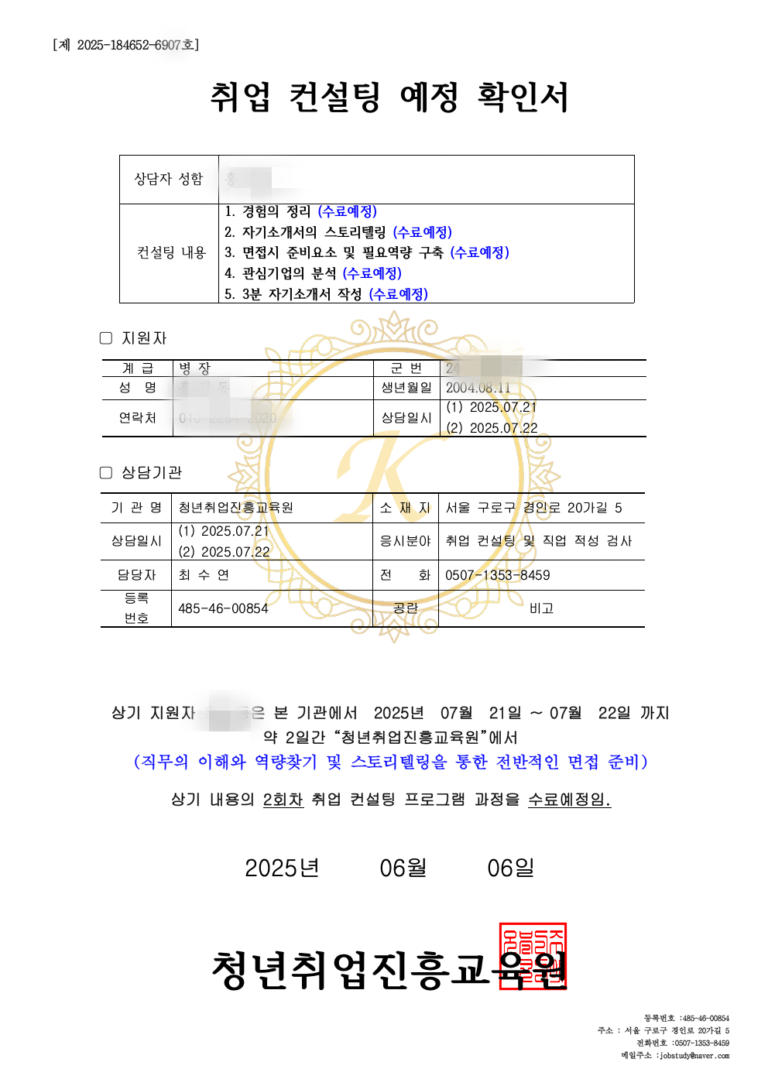 [제 2025-184652-6907호]
취업 컨설팅 예정 확인서
상담자 성함
컨설팅 내용
1. 경험의 정리 (수료예정)
2. 자기소개서의 스토리텔링 (수료예정)
3. 면접시 준비요소 및 필요역량 구축 (수료예정)
4. 관심기업의 분석 (수료예정)
5. 3분 자기소개서 작성 (수료예정)
□ 지원자
계 급 병 장 군 번 24
성 명 생년월일 2004.08.11
연락처 상담일시 (1) 2025.07.21
(2) 2025.07.22
K
□ 상담기관
기 관 명 청년취업진흥교육원 소 재 지 서울 구로구 경인로 20가길 5
상담일시 (1) 2025.07.21
(2) 2025.07.22
응시분야 취업 컨설팅 및 직업 적성 검사
담당자 최 수 연 전 화 0507-1353-8459
등록
번호
485-46-00854 공란 비고
상기 지원자 은 본 기관에서 2025년 07월 21일 ~ 07월 22일 까지
약 2일간 “청년취업진흥교육원”에서
(직무의 이해와 역량찾기 및 스토리텔링을 통한 전반적인 면접 준비)
상기 내용의 2회차 취업 컨설팅 프로그램 과정을 수료예정임.
2025년 06월 06일
청년취업진흥교육원
등록번호 :485-46-00854
주소 : 서울 구로구 경인로 20가길 5
전화번호 :0507-1353-8459
메일주소 :jobstudy@naver.com